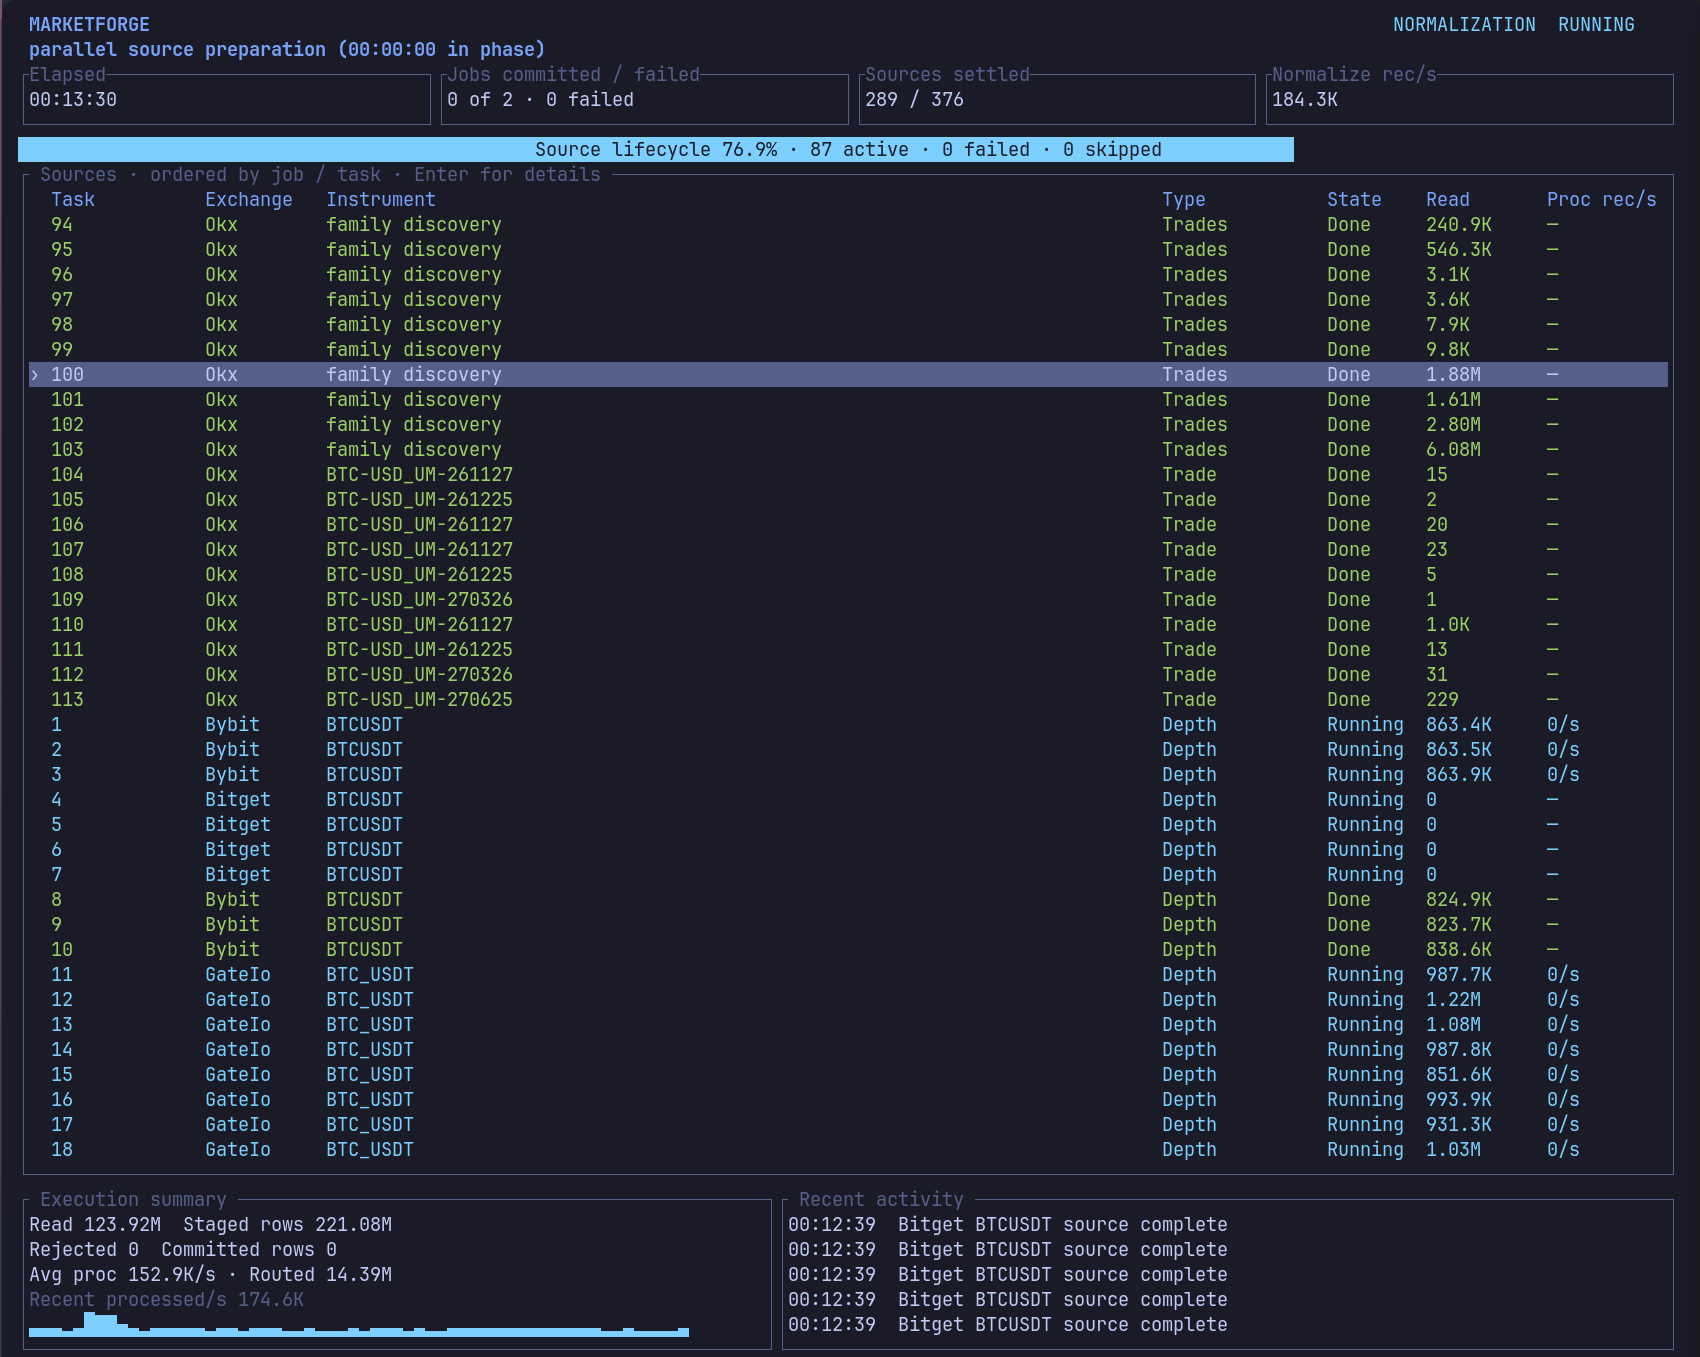 MARKETFORGE NORMALIZATION RUNNING
parallel source preparation (00:00:00 in phase)
Elapsed Jobs committed / failed Sources settled Normalize rec/s
00:13:30 0 of 2 · 0 failed 289 / 376 184.3K
Source lifecycle 76.9% · 87 active · 0 failed · 0 skipped
Sources · ordered by job / task · Enter for details
Task Exchange Instrument Type State Read Proc rec/s
94 Okx family discovery Trades Done 240.9K —
95 Okx family discovery Trades Done 546.3K —
96 Okx family discovery Trades Done 3.1K —
97 Okx family discovery Trades Done 3.6K —
98 Okx family discovery Trades Done 7.9K —
99 Okx family discovery Trades Done 9.8K —
› 100 Okx family discovery Trades Done 1.88M —
101 Okx family discovery Trades Done 1.61M —
102 Okx family discovery Trades Done 2.80M —
103 Okx family discovery Trades Done 6.08M —
104 Okx BTC-USD_UM-261127 Trade Done 15 —
105 Okx BTC-USD_UM-261225 Trade Done 2 —
106 Okx BTC-USD_UM-261127 Trade Done 20 —
107 Okx BTC-USD_UM-261127 Trade Done 23 —
108 Okx BTC-USD_UM-261225 Trade Done 5 —
109 Okx BTC-USD_UM-270326 Trade Done 1 —
110 Okx BTC-USD_UM-261127 Trade Done 1.0K —
111 Okx BTC-USD_UM-261225 Trade Done 13 —
112 Okx BTC-USD_UM-270326 Trade Done 31 —
113 Okx BTC-USD_UM-270625 Trade Done 229 —
1 Bybit BTCUSDT Depth Running 863.4K 0/s
2 Bybit BTCUSDT Depth Running 863.5K 0/s
3 Bybit BTCUSDT Depth Running 863.9K 0/s
4 Bitget BTCUSDT Depth Running 0 —
5 Bitget BTCUSDT Depth Running 0 —
6 Bitget BTCUSDT Depth Running 0 —
7 Bitget BTCUSDT Depth Running 0 —
8 Bybit BTCUSDT Depth Done 824.9K —
9 Bybit BTCUSDT Depth Done 823.7K —
10 Bybit BTCUSDT Depth Done 838.6K —
11 GateIo BTC_USDT Depth Running 987.7K 0/s
12 GateIo BTC_USDT Depth Running 1.22M 0/s
13 GateIo BTC_USDT Depth Running 1.08M 0/s
14 GateIo BTC_USDT Depth Running 987.8K 0/s
15 GateIo BTC_USDT Depth Running 851.6K 0/s
16 GateIo BTC_USDT Depth Running 993.9K 0/s
17 GateIo BTC_USDT Depth Running 931.3K 0/s
18 GateIo BTC_USDT Depth Running 1.03M 0/s
Execution summary
Read 123.92M Staged rows 221.08M
Rejected 0 Committed rows 0
Avg proc 152.9K/s · Routed 14.39M
Recent processed/s 174.6K
Recent activity
00:12:39 Bitget BTCUSDT source complete
00:12:39 Bitget BTCUSDT source complete
00:12:39 Bitget BTCUSDT source complete
00:12:39 Bitget BTCUSDT source complete
00:12:39 Bitget BTCUSDT source complete